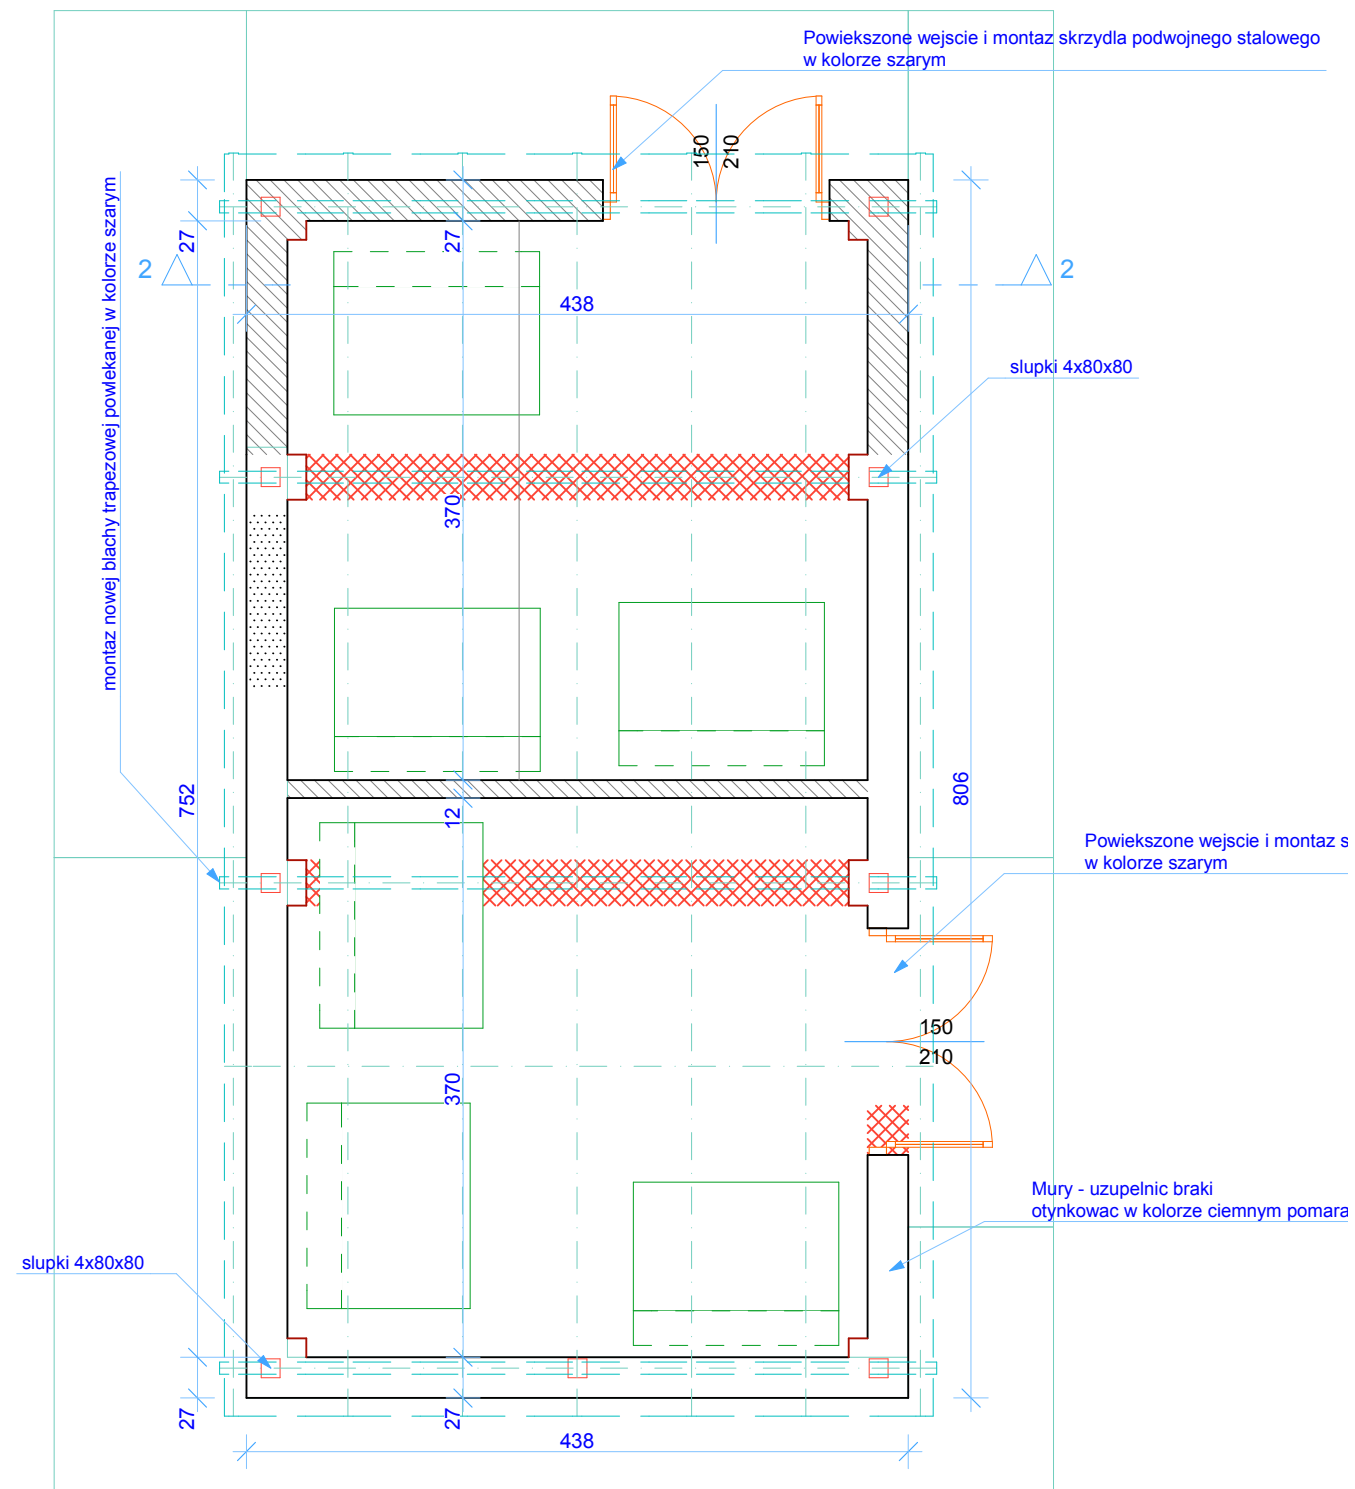 Powiekszone wejscie i montaz skrzydla podwojnego stalowego
w kolorze szarym
150
210
montaz nowej blachy trapezowej powlekanej w kolorze szarym
27
27
2
2
438
slupki 4x80x80
370
752
12
806
Powiekszone wejscie i montaz s
w kolorze szarym
150
210
370
Mury - uzupelnic braki
otynkowac w kolorze ciemnym pomara
slupki 4x80x80
27
27
438